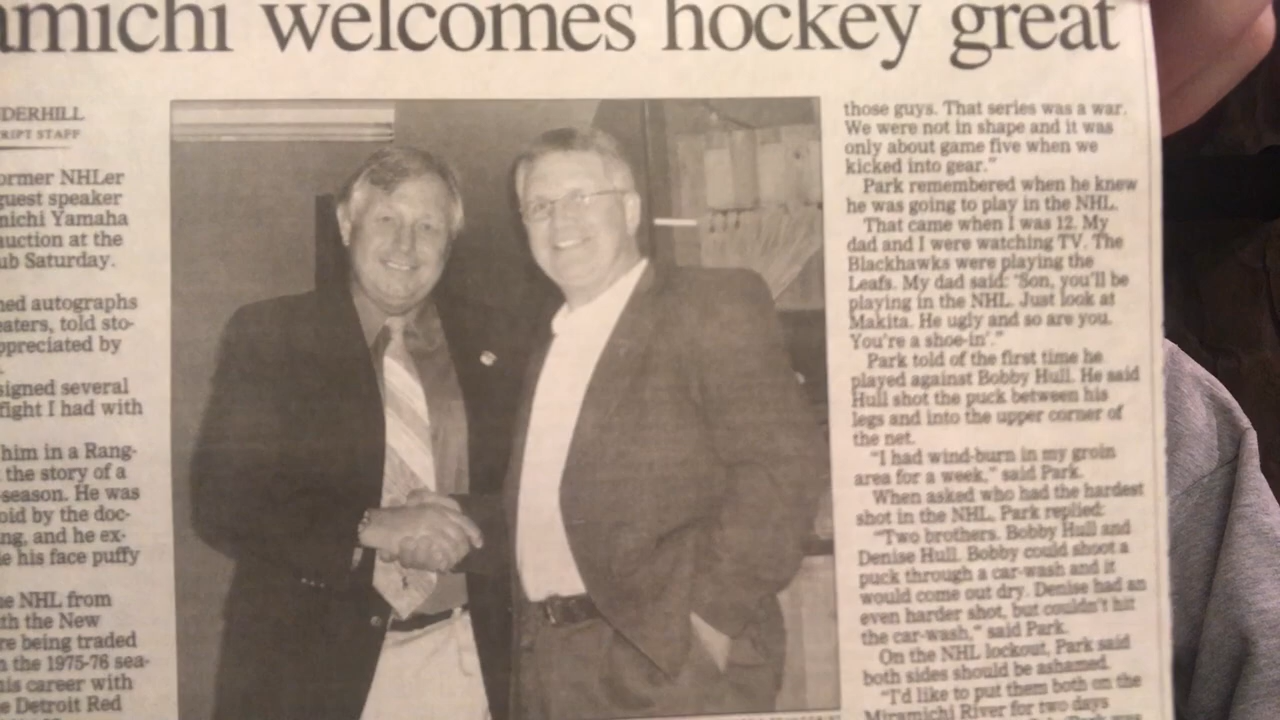 amichi welcomes hockey great
DERHILL
RIPT STAFF
ormer NHLer
guest speaker
michi Yamaha
auction at the
ub Saturday.
ned autographs
eaters, told sto-
ppreciated by
signed several
fight I had with
him in a Rang-
the story of a
-season. He was
oid by the doc-
ng, and he ex-
e his face puffy
e NHL from
th the New
re being traded
n the 1975-76 sea-
his career with
e Detroit Red
those guys. That series was a war.
We were not in shape and it was
only about game five when we
kicked into gear."
Park remembered when he knew
he was going to play in the NHL.
That came when I was 12. My
dad and I were watching TV. The
Blackhawks were playing the
Leafs. My dad said: "Son, you'll be
playing in the NHL. Just look at
Makita. He ugly and so are you.
You're a shoe-in'."
Park told of the first time he
played against Bobby Hull. He said
Hull shot the puck between his
legs and into the upper corner of
the net.
"I had wind-burn in my groin
area for a week," said Park.
When asked who had the hardest
shot in the NHL, Park replied:
"Two brothers. Bobby Hull and
Denise Hull. Bobby could shoot a
puck through a car-wash and it
would come out dry. Denise had an
even harder shot, but couldn't hit
the car-wash," said Park.
On the NHL lockout, Park said
both sides should be ashamed.
"I'd like to put them both on the
Miramichi River for two days